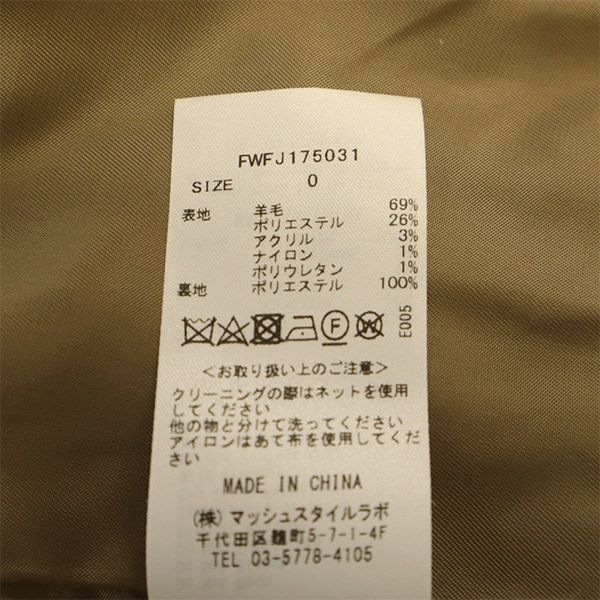 FWFJ175031
SIZE 0
表地 羊毛 69%
ポリエステル 26%
アクリル 3%
ナイロン 1%
ポリウレタン 1%
裏地 ポリエステル 100%
F W E005
<お取り扱い上のご注意>
クリーニングの際はネットを使用
してください
他の物と分けて洗ってください
アイロンはあて布を使用してくださ
い
MADE IN CHINA
(株)マッシュスタイルラボ
千代田区麹町5-7-1-4F
TEL 03-5778-4105